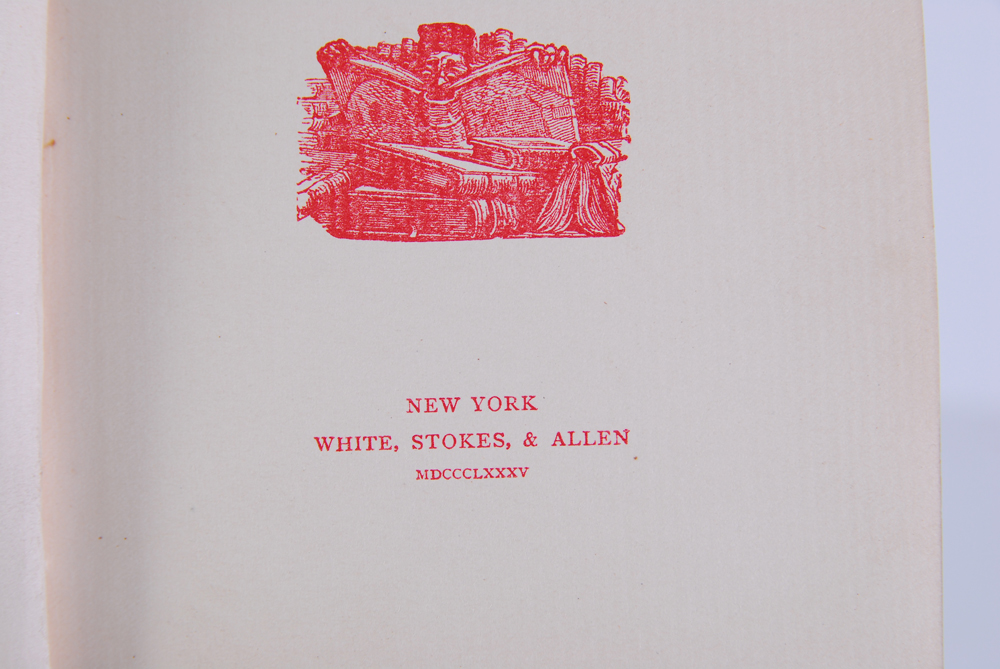 NEW YORK
WHITE, STOKES, & ALLEN
MDCCCLXXXV